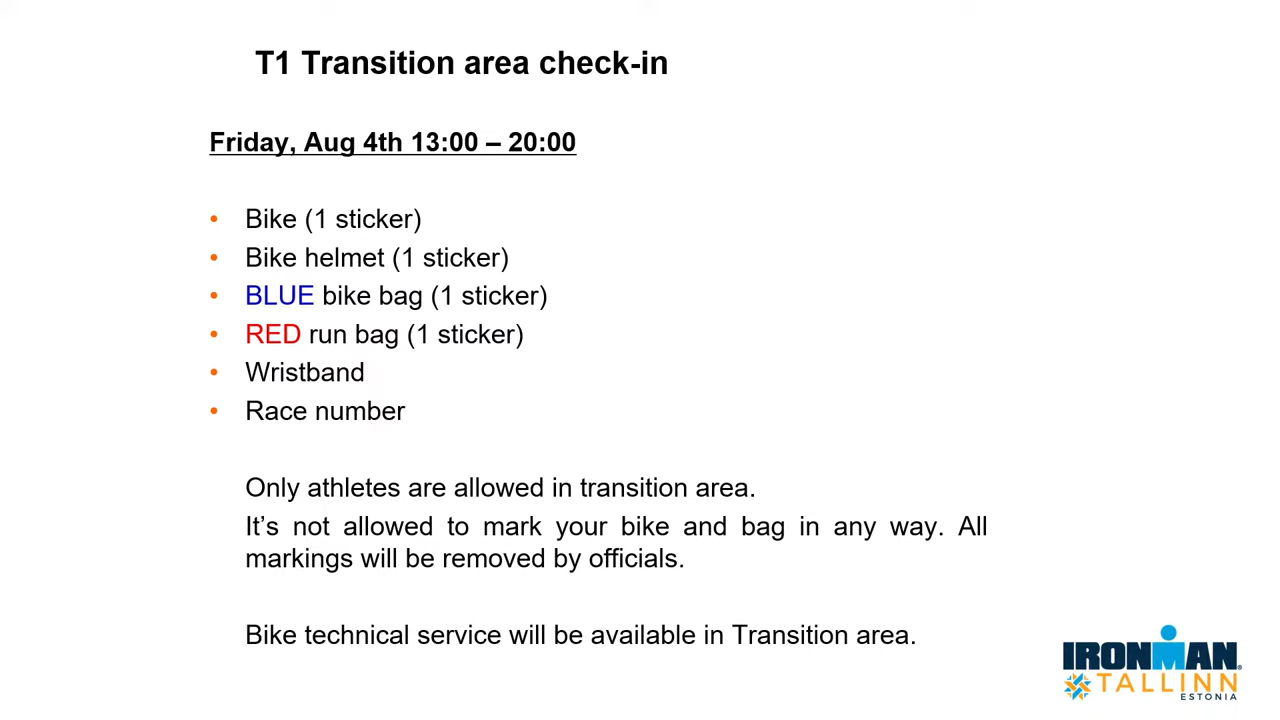 T1 Transition area check-in
Friday, Aug 4th 13:00 – 20:00
• Bike (1 sticker)
• Bike helmet (1 sticker)
• BLUE bike bag (1 sticker)
• RED run bag (1 sticker)
• Wristband
• Race number
Only athletes are allowed in transition area.
It’s not allowed to mark your bike and bag in any way. All
markings will be removed by officials.
Bike technical service will be available in Transition area.
IRONMAN®
TALLINN
ESTONIA